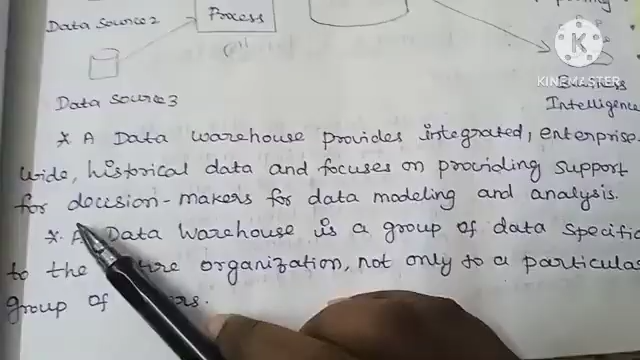 Data Source 2
Process
KINEMASTER
Data Source3
Business
Intelligence
* A Data warehouse provides integrated, enterprise-
wide, historical data and focuses on providing support
for decision-makers for data modeling and analysis.
* A Data Warehouse is a group of data specific
to the organization, not only to a particular
group of